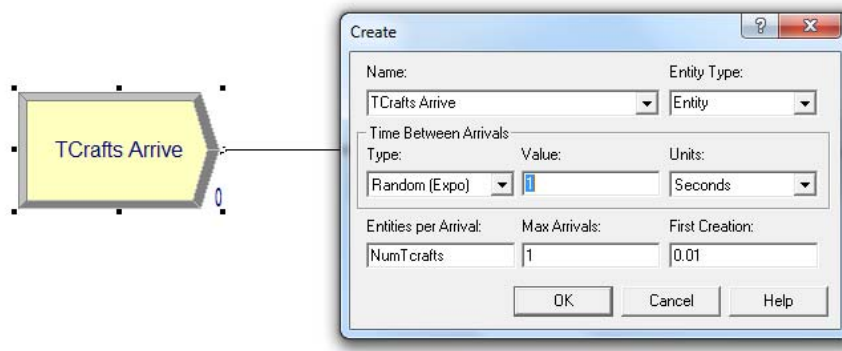 TCrafts Arrive
0
Create
?
Name: Entity Type:
TCrafts Arrive Entity
Time Between Arrivals
Type: Value: Units:
Random (Expo) 1 Seconds
Entities per Arrival: Max Arrivals: First Creation:
NumTcrafts 1 0.01
OK Cancel Help